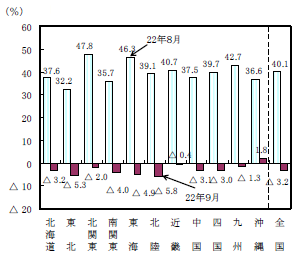 (％)
60
50
40
30
20
10
0
△ 10
△ 20
37.6
32.2
47.8
35.7
46.3
39.1
40.7
37.5
39.7
42.7
36.6
40.1
22年8月
△ 3.2
△ 5.3
△ 2.0
△ 4.0
△ 4.9
△ 5.8
△ 0.4
△ 3.1
△ 3.0
△ 1.3
1.8
△ 3.2
22年9月
北海道
東北
北関東
南関東
東海
北陸
近畿
中国
四国
九州
沖縄
全国